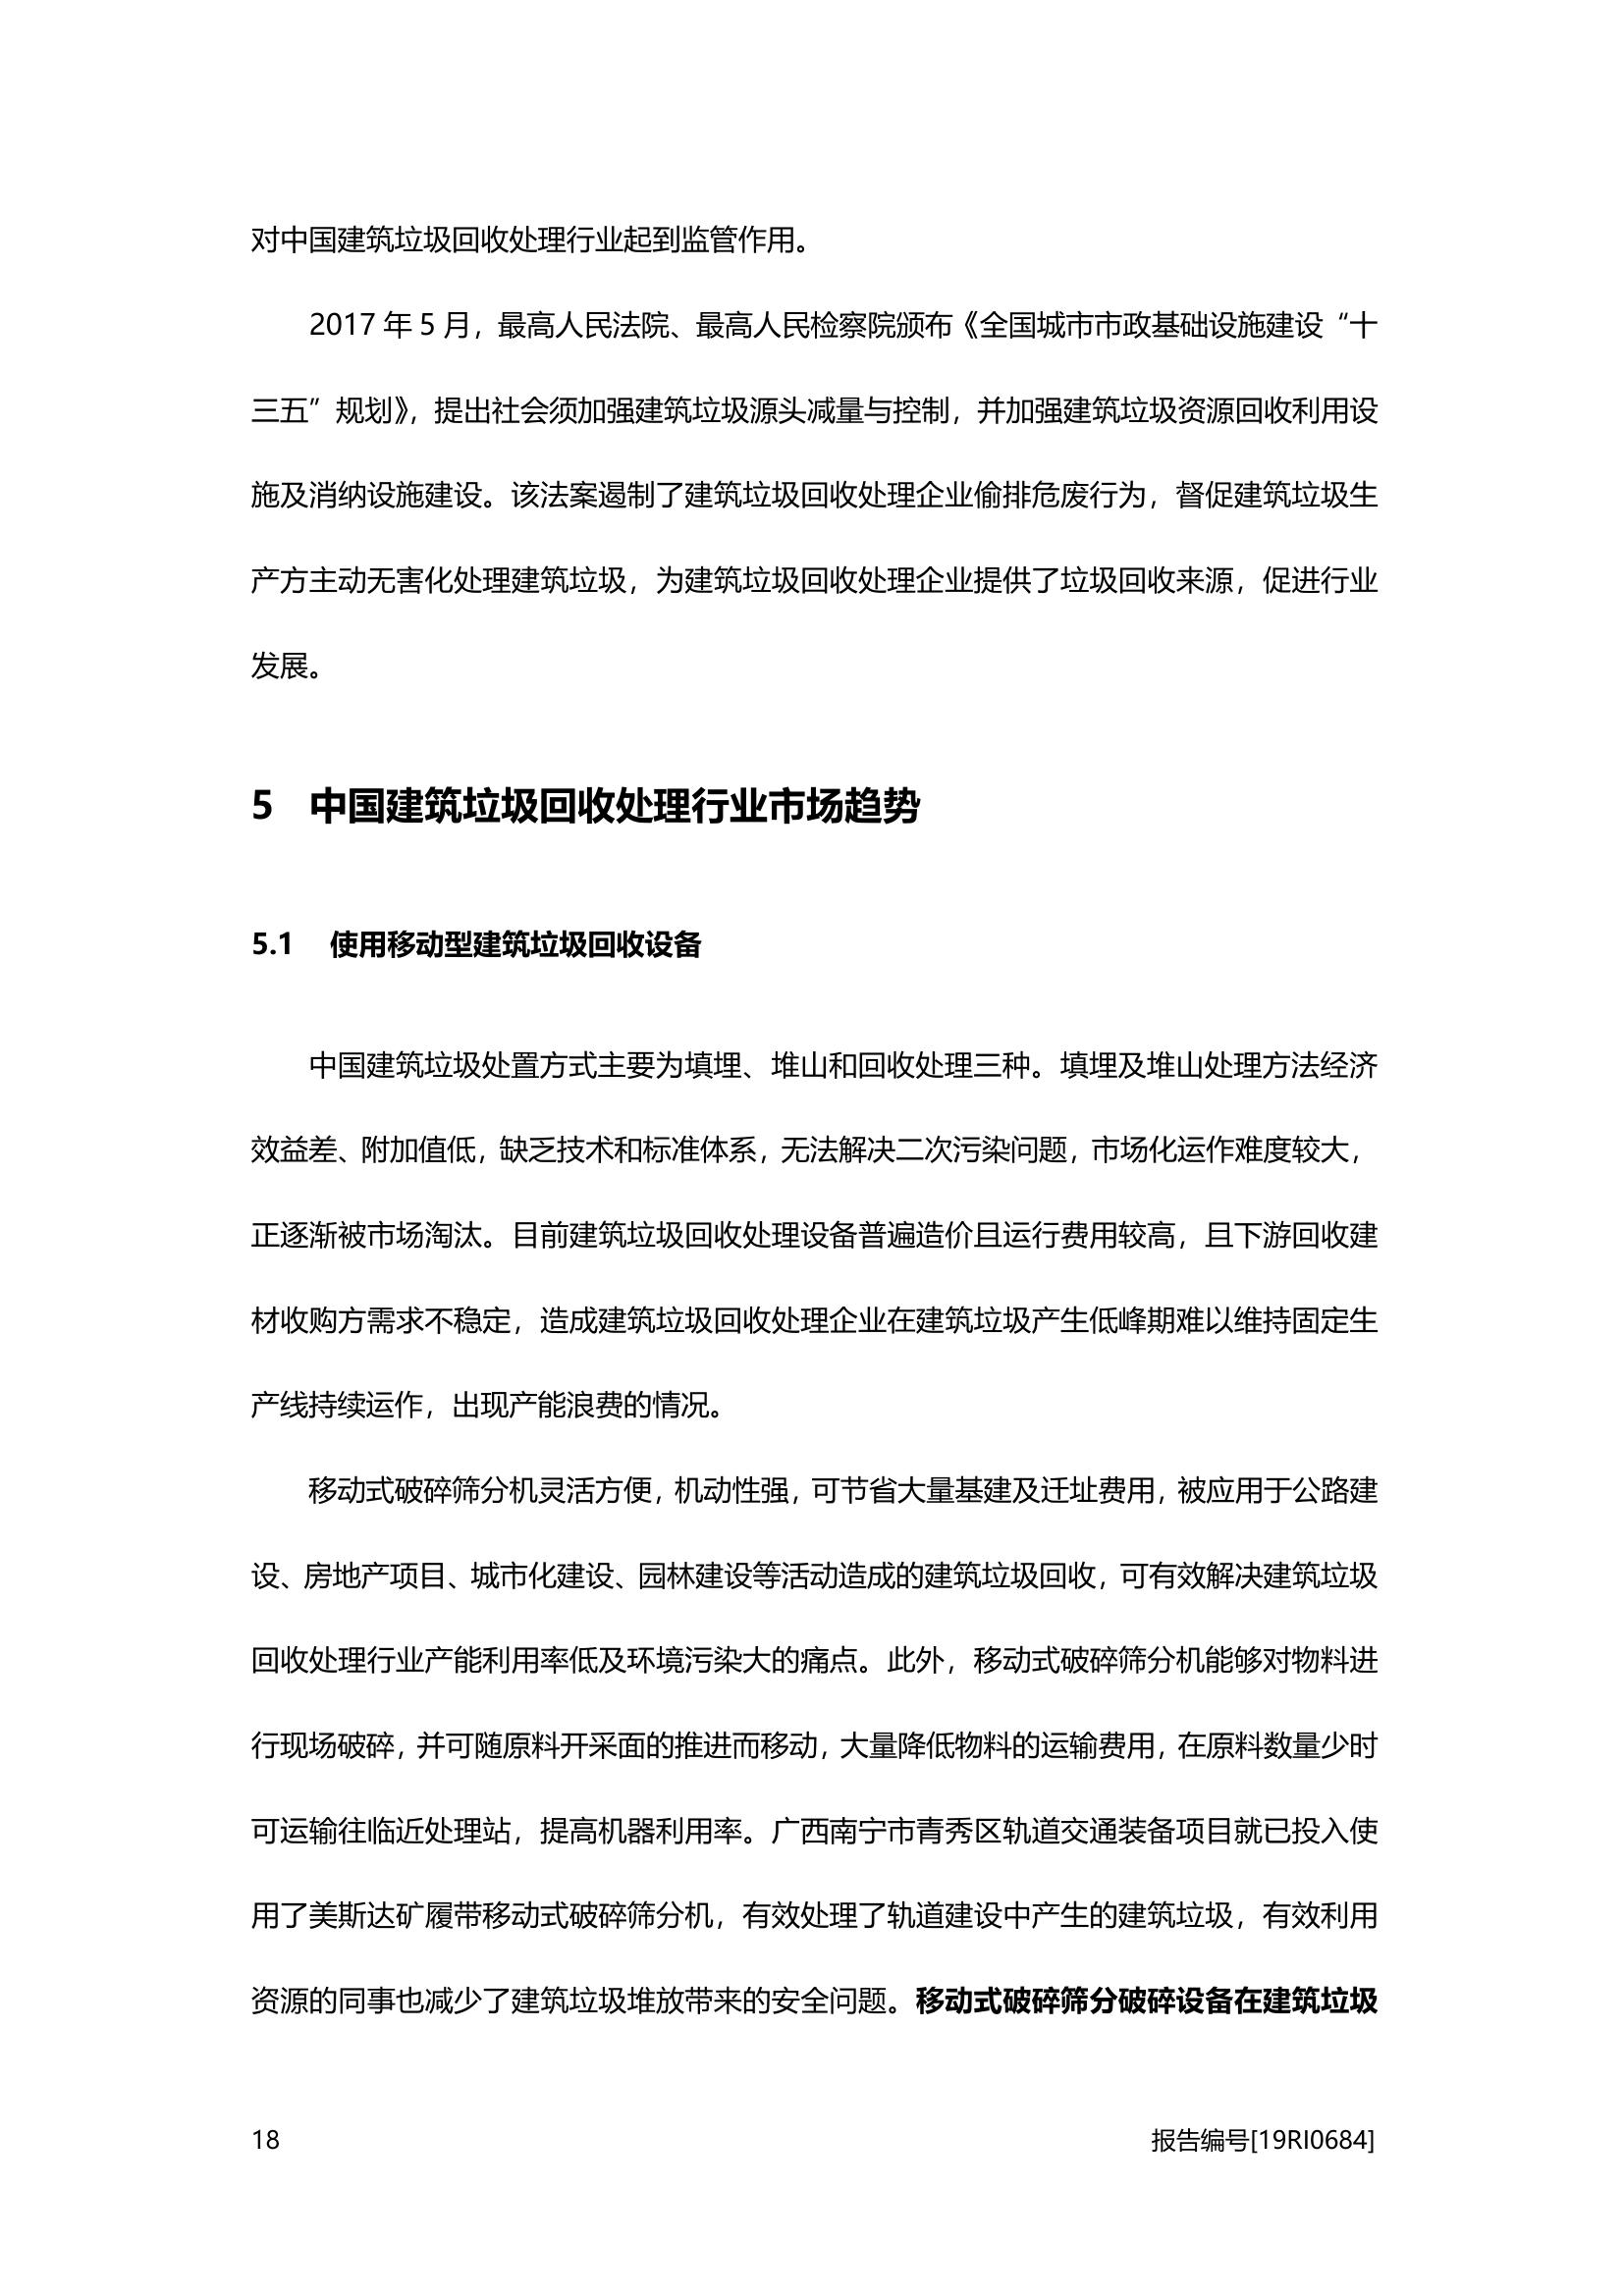 对中国建筑垃圾回收处理行业起到监管作用。
2017 年 5 月，最高人民法院、最高人民检察院颁布《全国城市市政基础设施建设“十
三五”规划》，提出社会须加强建筑垃圾源头减量与控制，并加强建筑垃圾资源回收利用设
施及消纳设施建设。该法案遏制了建筑垃圾回收处理企业偷排危废行为，督促建筑垃圾生
产方主动无害化处理建筑垃圾，为建筑垃圾回收处理企业提供了垃圾回收来源，促进行业
发展。
5 中国建筑垃圾回收处理行业市场趋势
5.1 使用移动型建筑垃圾回收设备
中国建筑垃圾处置方式主要为填埋、堆山和回收处理三种。填埋及堆山处理方法经济
效益差、附加值低，缺乏技术和标准体系，无法解决二次污染问题，市场化运作难度较大，
正逐渐被市场淘汰。目前建筑垃圾回收处理设备普遍造价且运行费用较高，且下游回收建
材收购方需求不稳定，造成建筑垃圾回收处理企业在建筑垃圾产生低峰期难以维持固定生
产线持续运作，出现产能浪费的情况。
移动式破碎筛分机灵活方便，机动性强，可节省大量基建及迁址费用，被应用于公路建
设、房地产项目、城市化建设、园林建设等活动造成的建筑垃圾回收，可有效解决建筑垃圾
回收处理行业产能利用率低及环境污染大的痛点。此外，移动式破碎筛分机能够对物料进
行现场破碎，并可随原料开采面的推进而移动，大量降低物料的运输费用，在原料数量少时
可运输往临近处理站，提高机器利用率。广西南宁市青秀区轨道交通装备项目就已投入使
用了美斯达矿履带移动式破碎筛分机，有效处理了轨道建设中产生的建筑垃圾，有效利用
资源的同事也减少了建筑垃圾堆放带来的安全问题。移动式破碎筛分破碎设备在建筑垃圾
18 报告编号[19RI0684]